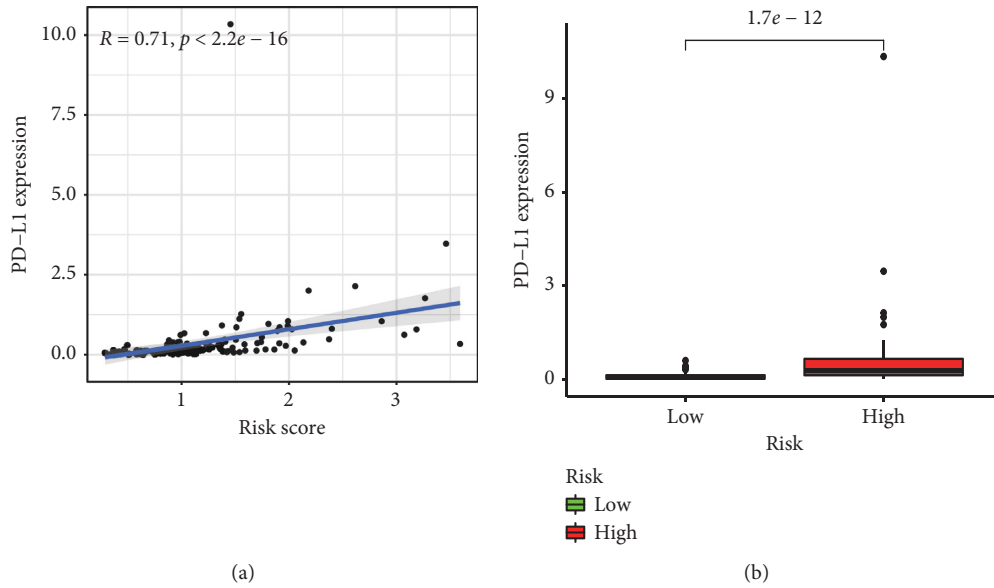 R = 0.71, p < 2.2e − 16
10.0
7.5
5.0
2.5
0.0
PD−L1 expression
1 2 3
Risk score
(a)
1.7e − 12
9
6
3
0
PD−L1 expression
Low High
Risk
Risk
Low
High
(b)